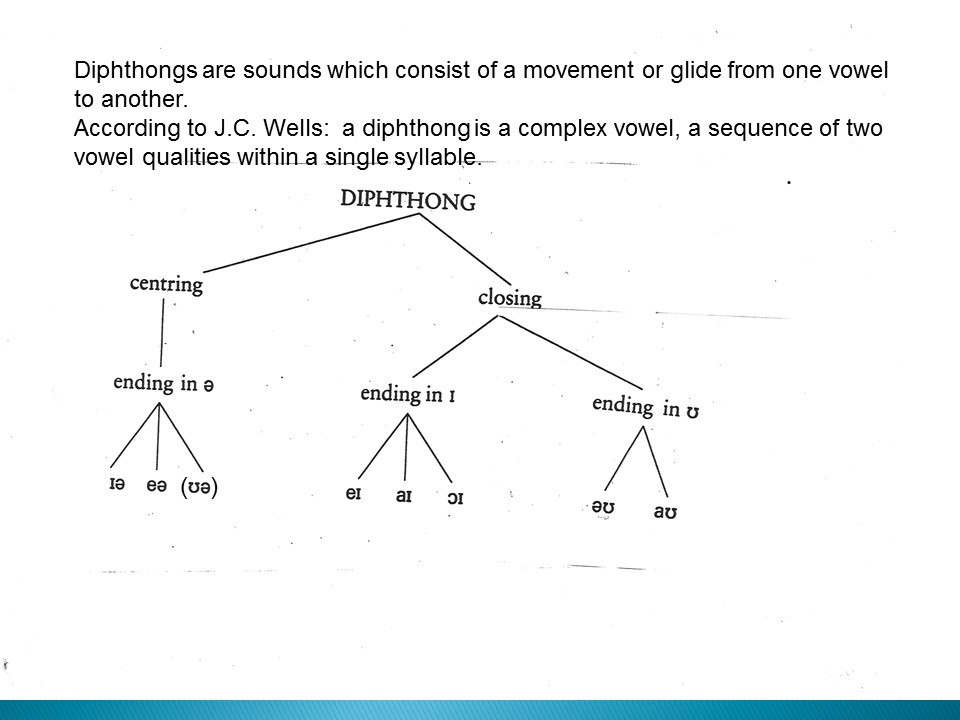 Diphthongs are sounds which consist of a movement or glide from one vowel
to another.
According to J.C. Wells: a diphthong is a complex vowel, a sequence of two
vowel qualities within a single syllable.
DIPHTHONG
centring
closing
ending in ə
ending in ɪ
ending in ʊ
ɪə eə (ʊə)
eɪ aɪ ɔɪ
əʊ aʊ